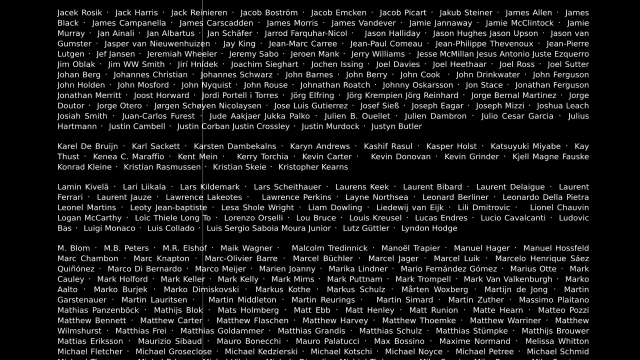 Jacek Rosik · Jack Harris · Jack Reinieren · Jacob Boström · Jacob Emcken · Jacob Picart · Jakub Steiner · James Allen · James
Black · James Campanella · James Carscadden · James Morris · James Vandever · Jamie Jannaway · Jamie McClintock · Jamie
Murray · Jan Ainali · Jan Albartus · Jan Schäfer · Jarrod Farquhar-Nicol · Jason Halliday · Jason Hughes Jason Upson · Jason van
Gumster · Jasper van Nieuwenhuizen · Jay King · Jean-Marc Carree · Jean-Paul Comeau · Jean-Philippe Thevenoux · Jean-Pierre
Lutgen · Jef Jansen · Jeremiah Wheeler · Jeremy Sabo · Jeroen Mank · Jerry Williams · Jesse McMillan Jesus Antonio Juste Ezquerro
Jim Oblak · Jim WW Smith · Jiří Hnídek · Joachim Sieghart · Jochen Issing · Joel Davies · Joel Heethaar · Joel Ross · Joel Sutter
Johan Berg · Johannes Christian · Johannes Schwarz · John Barnes · John Berry · John Cook · John Drinkwater · John Ferguson
John Holden · John Mosford · John Nyquist · John Rouse · Johnathan Roatch · Johnny Oskarsson · Jon Stace · Jonathan Ferguson
Jonathan Merritt · Joost Horward · Jordi Portell i Torres · Jörg Elfring · Jörg Krempien Jörg Reinhard · Jorge Bernal Martinez · Jorge
Doutor · Jorge Otero · Jørgen Schøyen Nicolaysen · Jose Luis Gutierrez · Josef Sieß · Joseph Eagar · Joseph Mizzi · Joshua Leach
Josiah Smith · Juan-Carlos Furest · Jude Aakjaer Jukka Palko · Julien B. Ouellet · Julien Dambron · Julio Cesar Garcia · Julius
Hartmann · Justin Cambell · Justin Corban Justin Crossley · Justin Murdock · Justyn Butler
Karel De Bruijn · Karl Sackett · Karsten Dambekalns · Karyn Andrews · Kashif Rasul · Kasper Holst · Katsuyuki Miyabe · Kay
Thust · Kenea C. Maraffio · Kent Mein · Kerry Torchia · Kevin Carter · Kevin Donovan · Kevin Grinder · Kjell Magne Fauske
Konrad Kleine · Kristian Rasmussen · Kristian Skeie · Kristopher Kearns
Lamin Kivelä · Lari Liikala · Lars Kildemark · Lars Scheithauer · Laurens Keek · Laurent Bibard · Laurent Delaigue · Laurent
Ferrari · Laurent Jauze · Lawrence Lakeotes · Lawrence Perkins · Layne Northsea · Leonard Berliner · Leonardo Della Pietra
Leonel Martins · Leoty Jean-baptiste · Lesa Shole Wright · Liam Dowling · Liedewij van Eijk · Lili Dmitrovic · Lionel Chauvin
Logan McCarthy · Loïc Thiele Long To · Lorenzo Orselli · Lou Bruce · Louis Kreusel · Lucas Endres · Lucio Cavalcanti · Ludovic
Bas · Luigi Monaco · Luis Collado · Luis Sergio Saboia Moura Junior · Lutz Güttler · Lyndon Hodge
M. Blom · M.B. Peters · M.R. Elshof · Maik Wagner · Malcolm Tredinnick · Manoël Trapier · Manuel Hager · Manuel Hossfeld
Marc Chambon · Marc Knapton · Marc-Olivier Barre · Marcel Büchler · Marcel Jager · Marcel Luik · Marcelo Henrique Sáez
Quiñónez · Marco Di Bernardo · Marco Meijer · Marien Joanny · Marika Lindner · Mario Fernández Gómez · Marius Otte · Mark
Cauley · Mark Holford · Mark Keller · Mark Kelly · Mark Mims · Mark Puttnam · Mark Trompell · Mark Van Valkenburg · Marko
Aalto · Marko Burjek · Marko Dimiskovski · Markus Kothe · Markus Schulz · Mårten Woxberg · Martijn de Jongh · Martin
Garstenauer · Martin Lauritsen · Martin Middleton · Martin Reurings · Martin Simard · Martin Zuther · Massimo Plaitano
Mathias Panzenböck · Mathijs Blok · Mats Holmberg · Matt Ebb · Matt Henley · Matt Ronson · Matt Hearn · Matteo Pozzi
Matthew Bennett · Matthew Carter · Matthew Flaschen · Matthew Harvey · Matthew Thoemke · Matthew Warriner · Matthew
Wilmshurst · Matthias Frei · Matthias Goldammer · Matthias Grandis · Matthias Schulz · Matthias Stümpke · Matthijs Brouwer
Mattias Eriksson · Maurizio Sibaud · Mauro Bonecchi · Mauro Palatucci · Max Bossino · Maxime Nurmond · Melissa Whitton
Michael Fletcher · Michael Groseclose · Michael Kedzierski · Michael Kotschi · Michael Noyce · Michael Petree · Michael Schmid